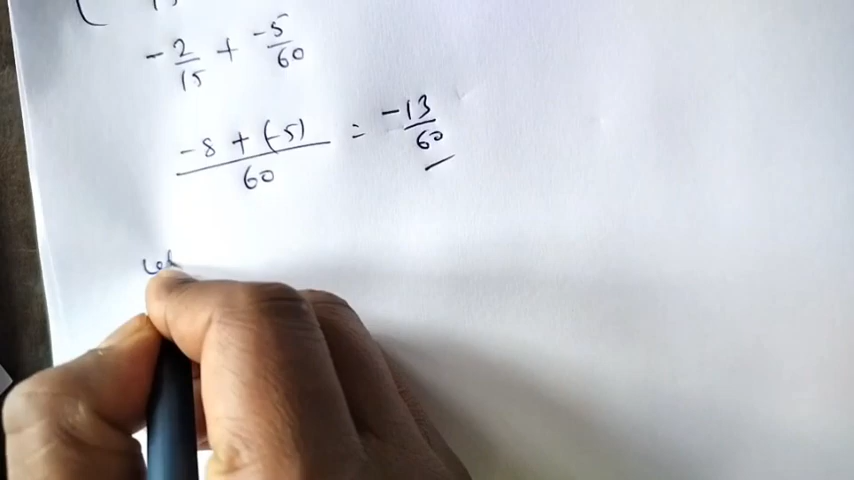 -2/15 + -5/60
(-8 + (-5))/60 = -13/60